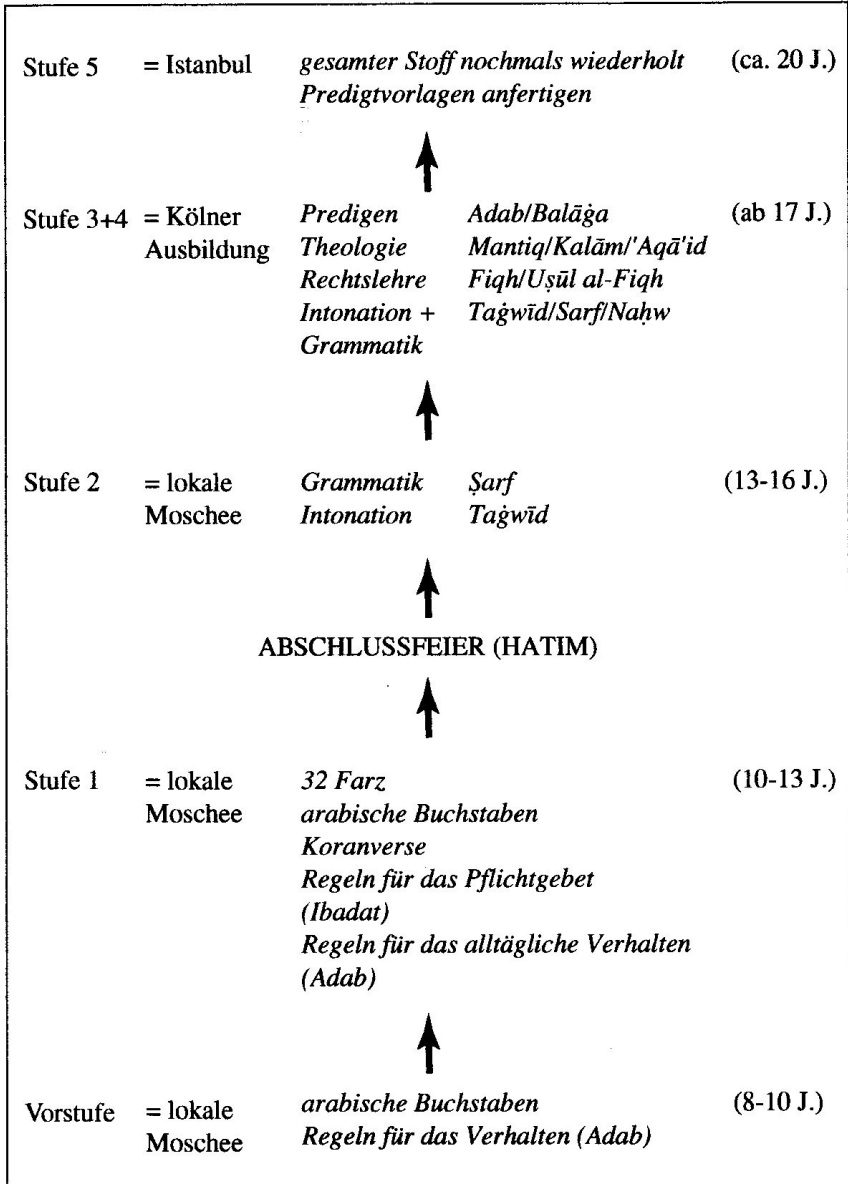 Stufe 5 = Istanbul gesamter Stoff nochmals wiederholt (ca. 20 J.)
Predigtvorlagen anfertigen
Stufe 3+4 = Kölner Predigen Adab/Balāġa (ab 17 J.)
Ausbildung Theologie Mantiq/Kalām/'Aqā'id
Rechtslehre Fiqh/Uṣūl al-Fiqh
Intonation + Taġwīd/Sarf/Naḥw
Grammatik
Stufe 2 = lokale Grammatik Ṣarf (13-16 J.)
Moschee Intonation Taġwīd
ABSCHLUSSFEIER (HATIM)
Stufe 1 = lokale 32 Farz (10-13 J.)
Moschee arabische Buchstaben
Koranverse
Regeln für das Pflichtgebet
(Ibadat)
Regeln für das alltägliche Verhalten
(Adab)
Vorstufe = lokale arabische Buchstaben (8-10 J.)
Moschee Regeln für das Verhalten (Adab)